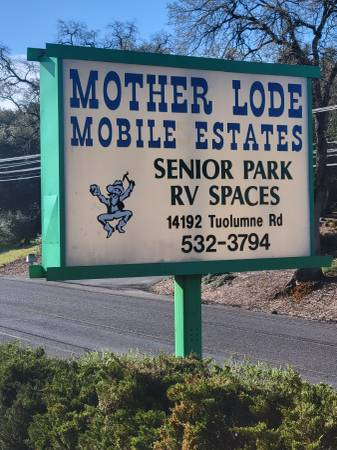 MOTHER LODE
MOBILE ESTATES
SENIOR PARK
RV SPACES
14192 Tuolumne Rd
532-3794